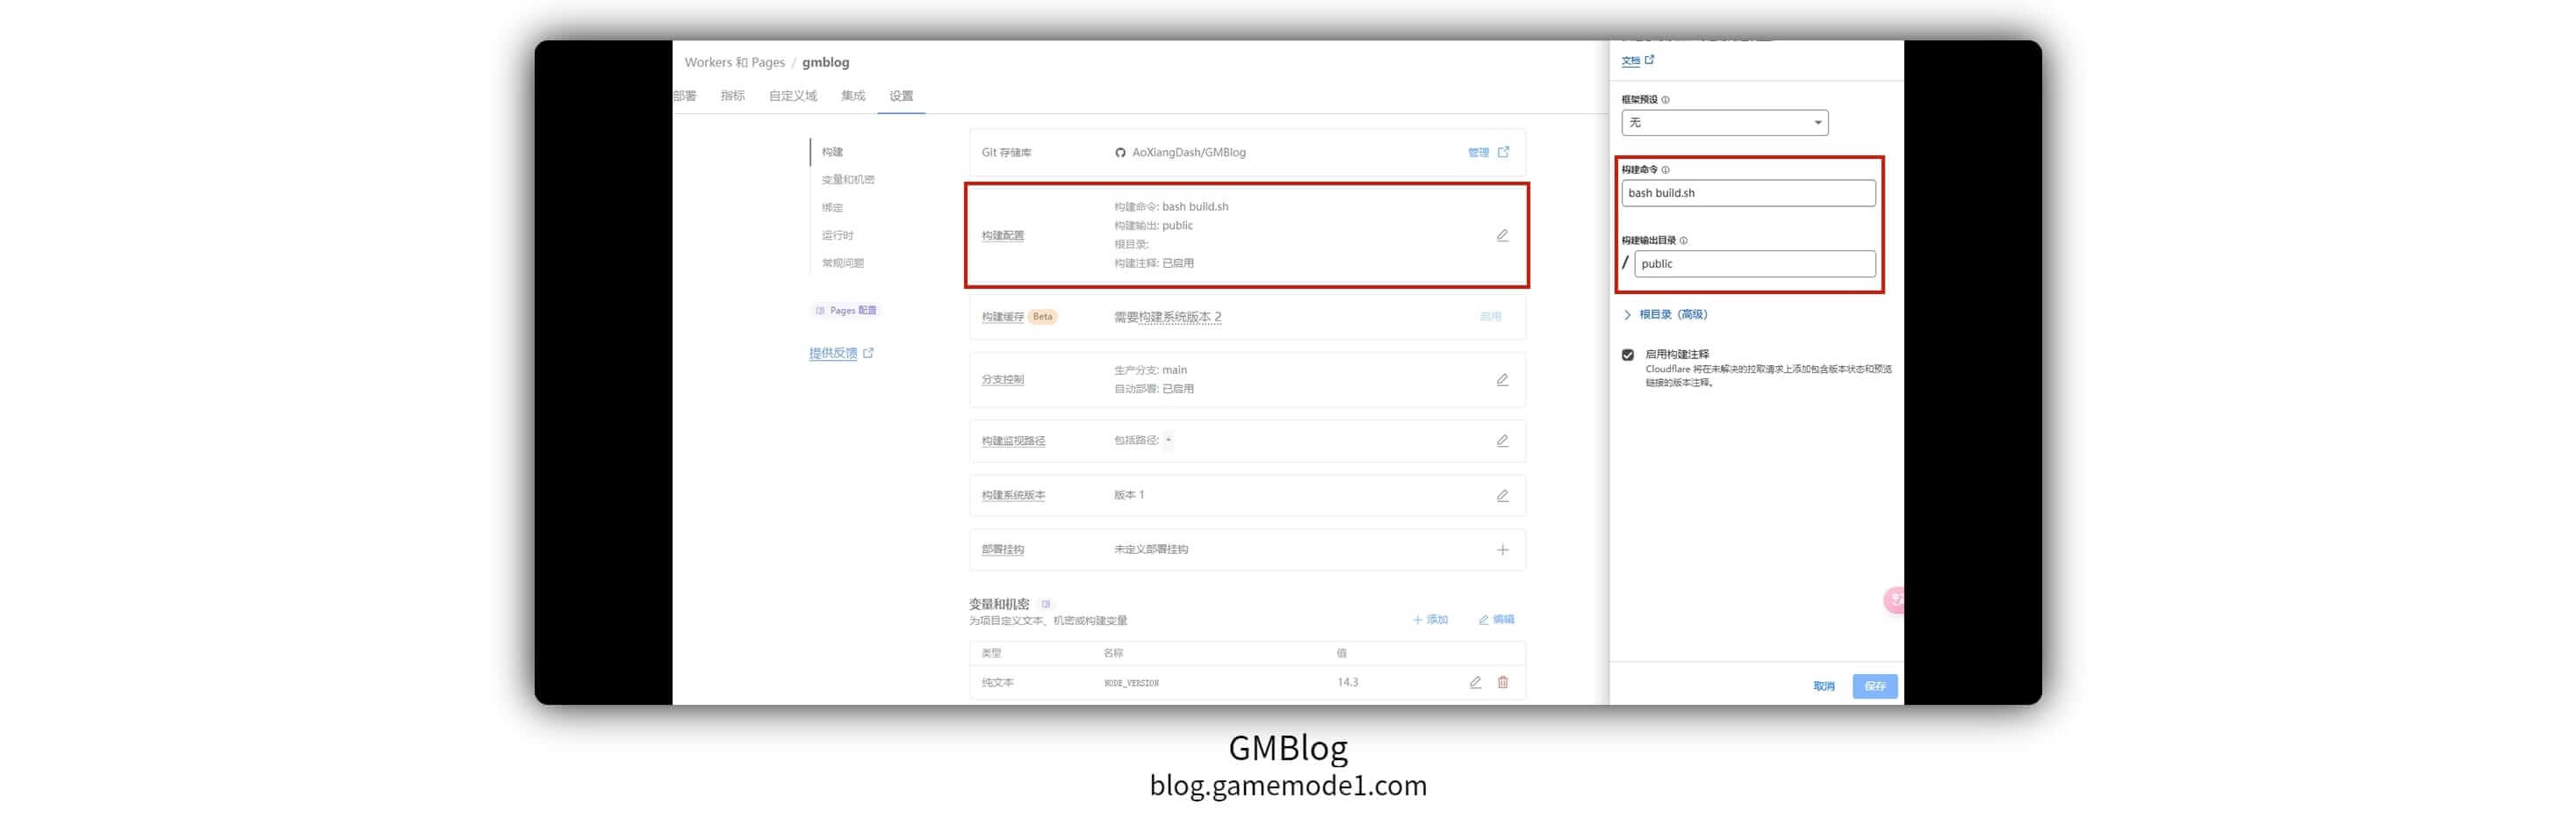 Workers 和 Pages / gmblog
部署 指标 自定义域 集成 设置
构建
变量和机密
绑定
运行时
常规问题
Pages 配置
提供反馈
Git 存储库 AoXiangDash/GMBlog 管理
构建配置
构建命令: bash build.sh
构建输出: public
根目录:
构建注释: 已启用
构建缓存 Beta 需要构建系统版本 2 启用
分支控制
生产分支: main
自动部署: 已启用
构建监视路径 包括路径: *
构建系统版本 版本 1
部署挂钩 未定义部署挂钩
变量和机密
为项目定义文本、机密或构建变量
添加 编辑
类型 名称 值
纯文本 NODE_VERSION 14.3
文档
框架预设
无
构建命令
bash build.sh
构建输出目录
/ public
根目录（高级）
启用构建注释
Cloudflare 将在未解决的拉取请求上添加包含版本状态和预览
链接的版本注释。
取消 保存
GMBlog
blog.gamemode1.com